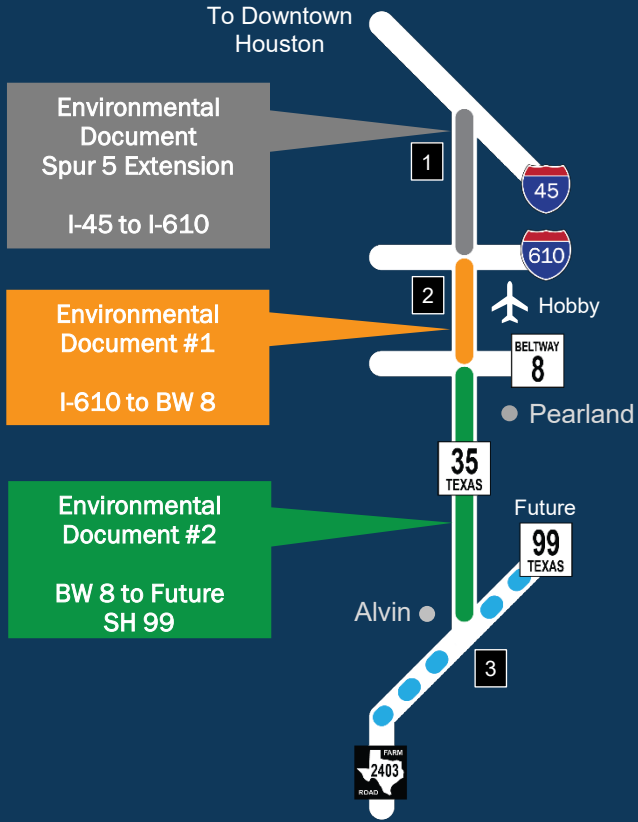 To Downtown
Houston
Environmental
Document
Spur 5 Extension
I-45 to I-610
1
45
610
2
Hobby
Environmental
Document #1
I-610 to BW 8
BELTWAY
8
Pearland
35
TEXAS
Environmental
Document #2
BW 8 to Future
SH 99
Future
99
TEXAS
Alvin
3
FARM
2403
ROAD